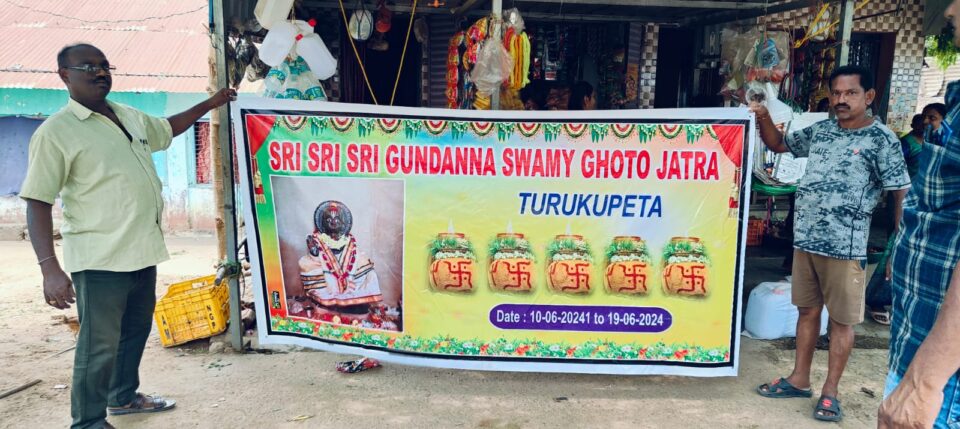 SRI SRI SRI GUNDANNA SWAMY GHOTO JATRA
TURUKUPETA
Date : 10-06-20241 to 19-06-2024